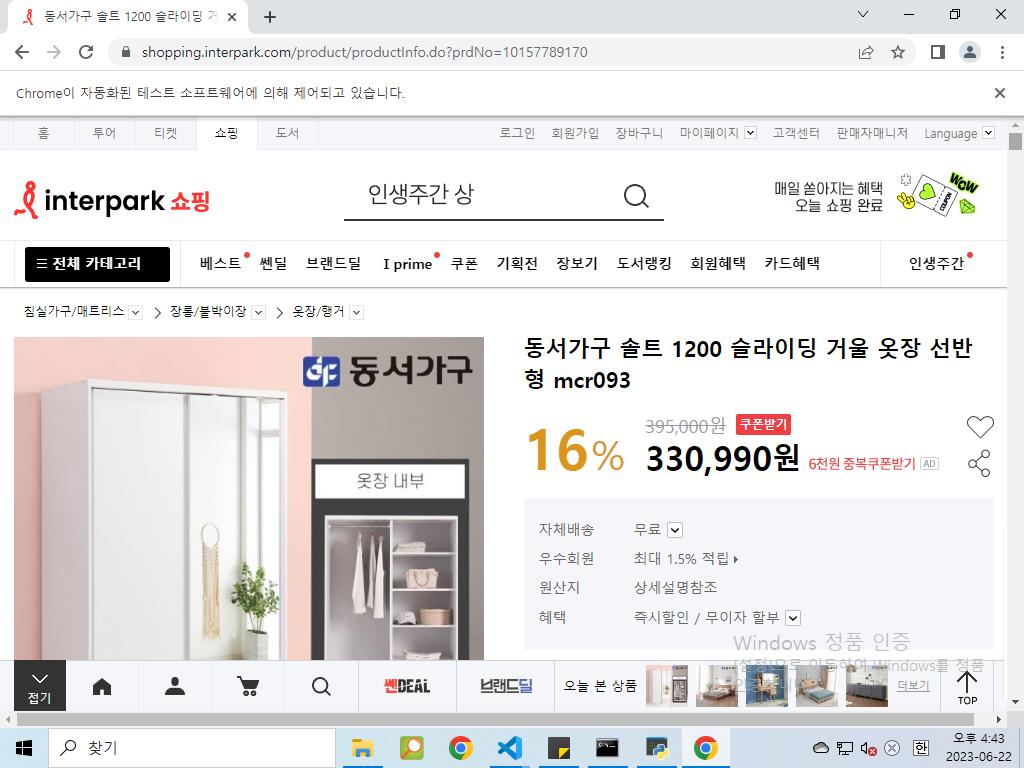 동서가구 솔트 1200 슬라이딩 거
shopping.interpark.com/product/productInfo.do?prdNo=10157789170
Chrome이 자동화된 테스트 소프트웨어에 의해 제어되고 있습니다.
홈 투어 티켓 쇼핑 도서 로그인 회원가입 장바구니 마이페이지 고객센터 판매자매니저 Language
interpark 쇼핑
인생주간 상
매일 쏟아지는 혜택
오늘 쇼핑 완료
WOW
COUPON
전체 카테고리 베스트 쎈딜 브랜드딜 I prime 쿠폰 기획전 장보기 도서랭킹 회원혜택 카드혜택 인생주간
침실가구/매트리스 장롱/붙박이장 옷장/행거
동서가구
옷장 내부
동서가구 솔트 1200 슬라이딩 거울 옷장 선반
형 mcr093
16% 395,000원 쿠폰받기
330,990원 6천원 중복쿠폰받기 AD
자체배송 무료
우수회원 최대 1.5% 적립
원산지 상세설명참조
혜택 즉시할인 / 무이자 할부
Windows 정품 인증
[설정]으로 이동하여 Windows를 정품
접기 쎈DEAL 브랜드딜 오늘 본 상품 더보기 TOP
찾기
한
오후 4:43
2023-06-22